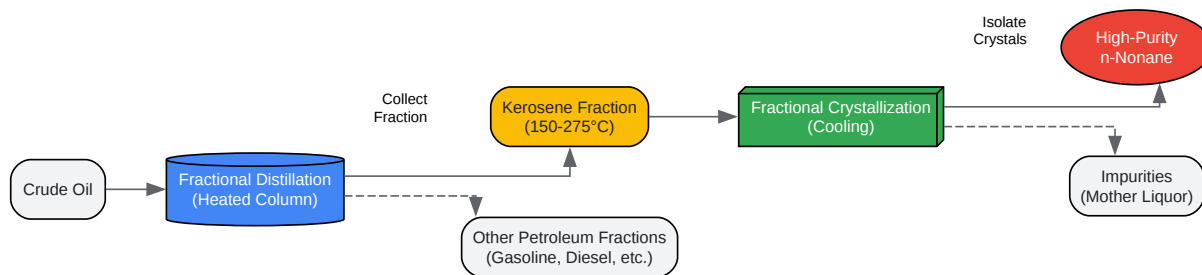 Crude Oil
Fractional Distillation
(Heated Column)
Collect
Fraction
Kerosene Fraction
(150-275°C)
Other Petroleum Fractions
(Gasoline, Diesel, etc.)
Fractional Crystallization
(Cooling)
Isolate
Crystals
High-Purity
n-Nonane
Impurities
(Mother Liquor)